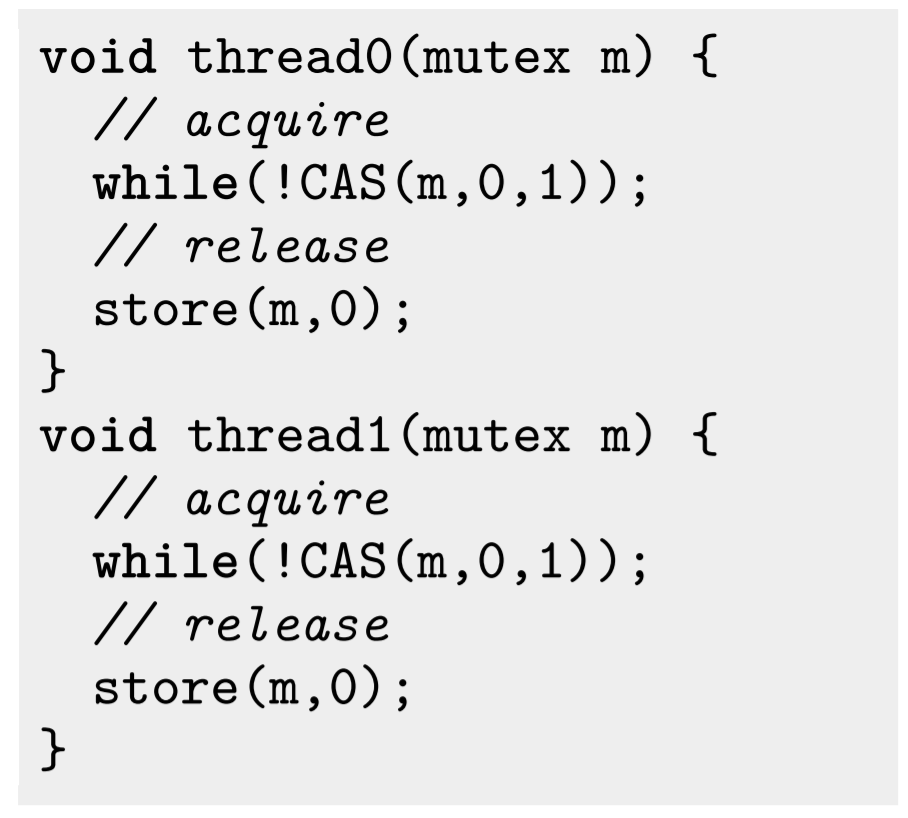 void thread0(mutex m) {
// acquire
while(!CAS(m,0,1));
// release
store(m,0);
}
void thread1(mutex m) {
// acquire
while(!CAS(m,0,1));
// release
store(m,0);
}